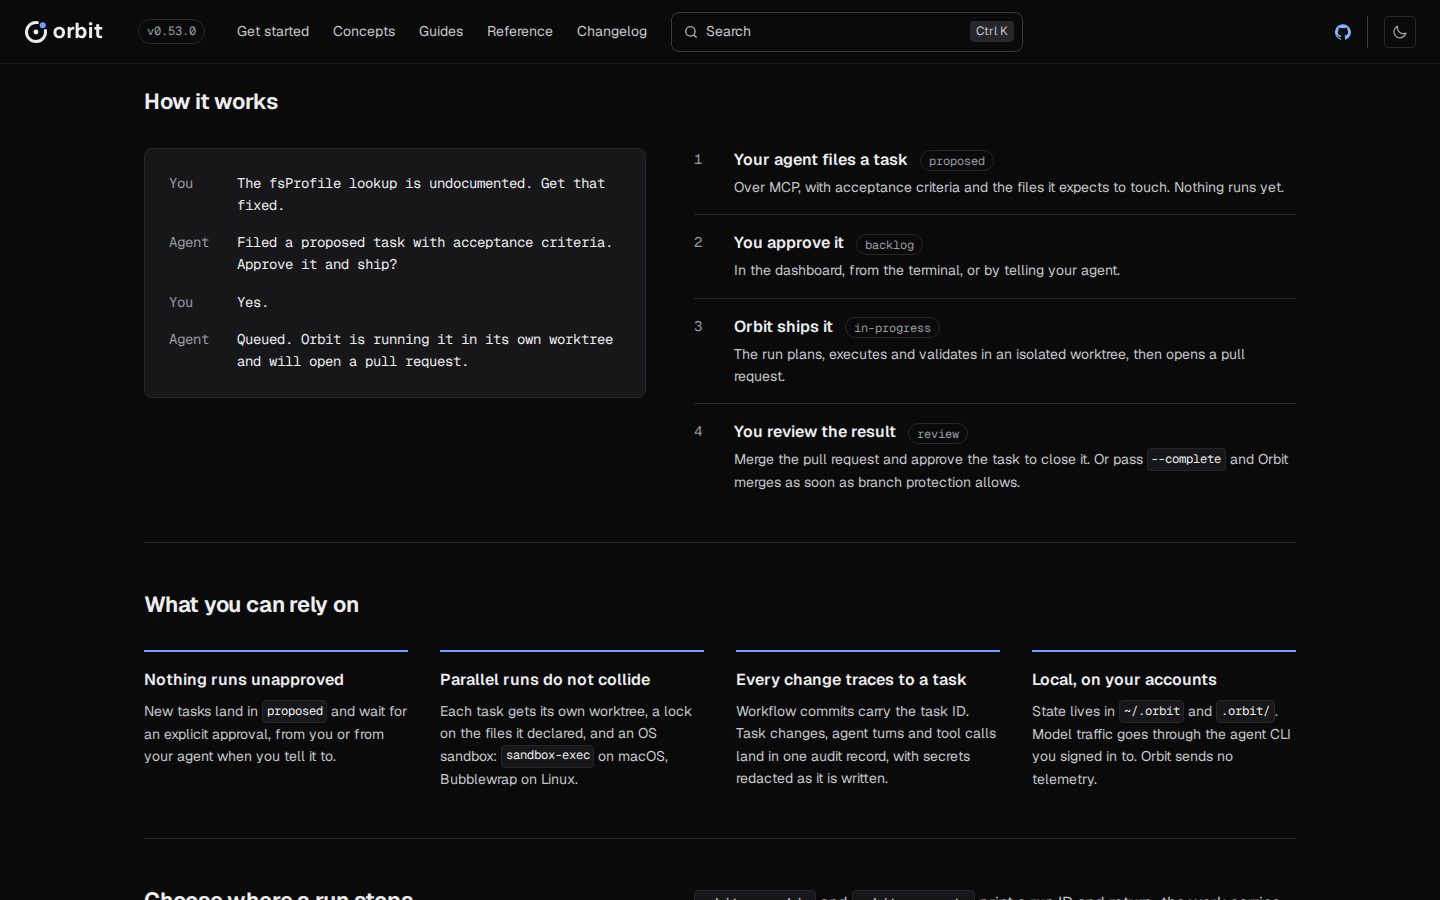 orbit
v0.53.0
Get started
Concepts
Guides
Reference
Changelog
Search
Ctrl K
How it works
You
The fsProfile lookup is undocumented. Get that
fixed.
Agent
Filed a proposed task with acceptance criteria.
Approve it and ship?
You
Yes.
Agent
Queued. Orbit is running it in its own worktree
and will open a pull request.
1
Your agent files a task
proposed
Over MCP, with acceptance criteria and the files it expects to touch. Nothing runs yet.
2
You approve it
backlog
In the dashboard, from the terminal, or by telling your agent.
3
Orbit ships it
in-progress
The run plans, executes and validates in an isolated worktree, then opens a pull
request.
4
You review the result
review
Merge the pull request and approve the task to close it. Or pass --complete and Orbit
merges as soon as branch protection allows.
What you can rely on
Nothing runs unapproved
New tasks land in proposed and wait for
an explicit approval, from you or from
your agent when you tell it to.
Parallel runs do not collide
Each task gets its own worktree, a lock
on the files it declared, and an OS
sandbox: sandbox-exec on macOS,
Bubblewrap on Linux.
Every change traces to a task
Workflow commits carry the task ID.
Task changes, agent turns and tool calls
land in one audit record, with secrets
redacted as it is written.
Local, on your accounts
State lives in ~/.orbit and .orbit/.
Model traffic goes through the agent CLI
you signed in to. Orbit sends no
telemetry.
Choose where a run stops
and print a run ID and return, the work carries